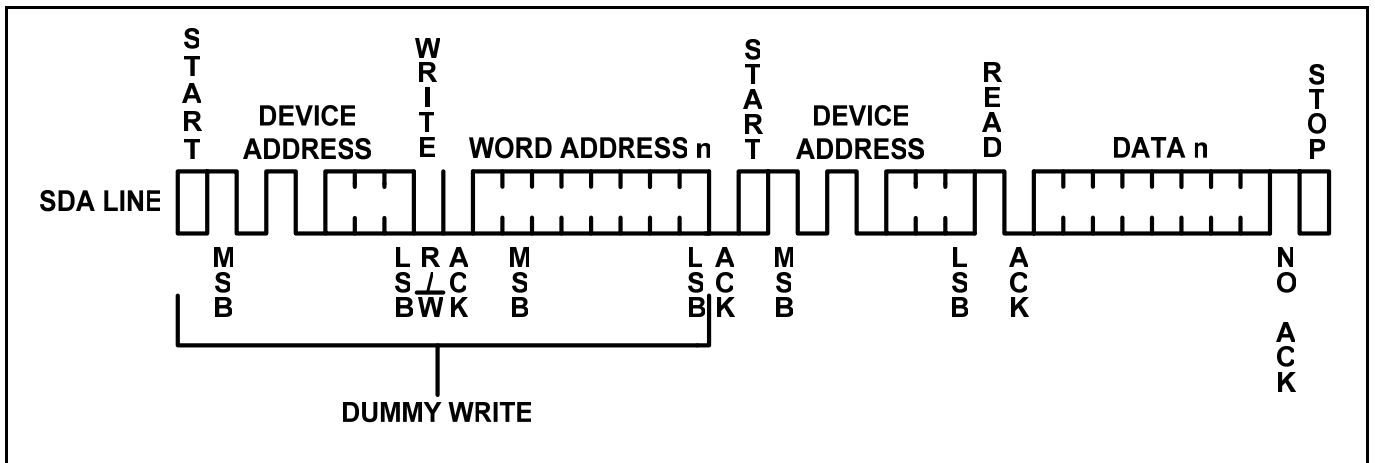 START
DEVICE
ADDRESS
WRITE
WORD ADDRESS n
START
DEVICE
ADDRESS
READ
DATA n
STOP
SDA LINE
MSB
LSB
R/W
ACK
MSB
LSB
ACK
MSB
LSB
ACK
NO ACK
DUMMY WRITE